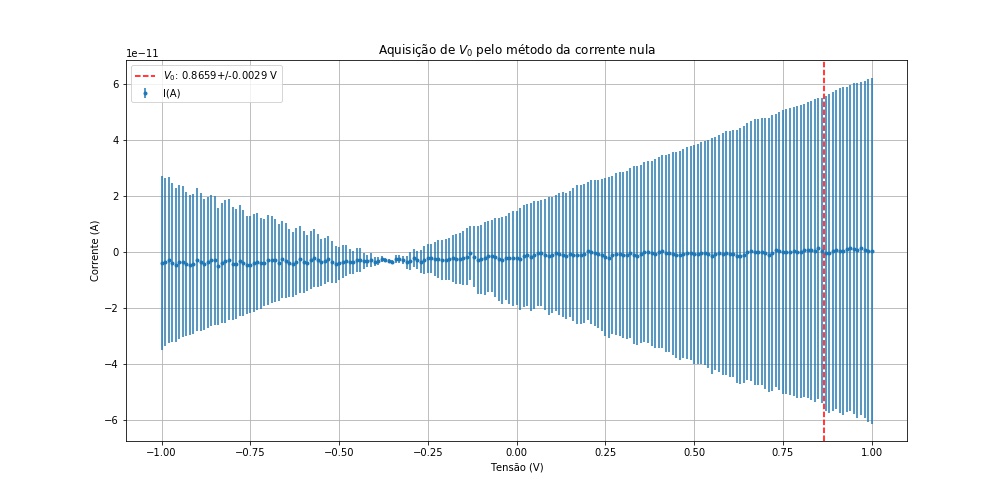 Aquisição de V₀ pelo método da corrente nula
1e−11
V₀: 0.8659+/-0.0029 V
I(A)
6
4
2
0
−2
−4
−6
Corrente (A)
−1.00 −0.75 −0.50 −0.25 0.00 0.25 0.50 0.75 1.00
Tensão (V)